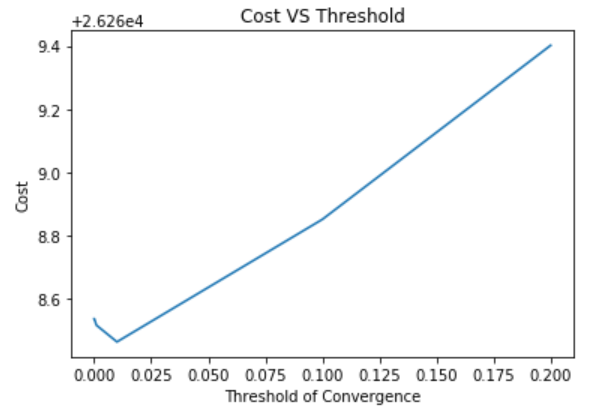 Cost VS Threshold
+2.626e4
9.4
9.2
9.0
8.8
8.6
Cost
0.000 0.025 0.050 0.075 0.100 0.125 0.150 0.175 0.200
Threshold of Convergence